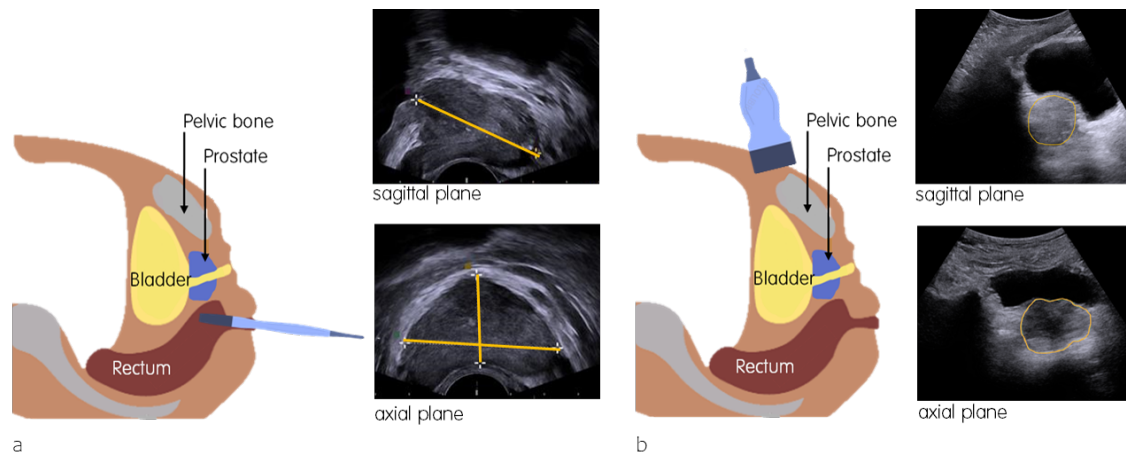 Pelvic bone
Prostate
Bladder
Rectum
sagittal plane
axial plane
a
Pelvic bone
Prostate
Bladder
Rectum
sagittal plane
axial plane
b